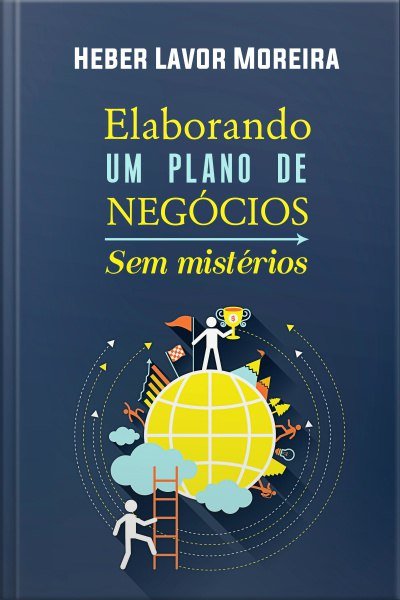 HEBER LAVOR MOREIRA
Elaborando
UM PLANO DE
NEGÓCIOS
Sem mistérios
$